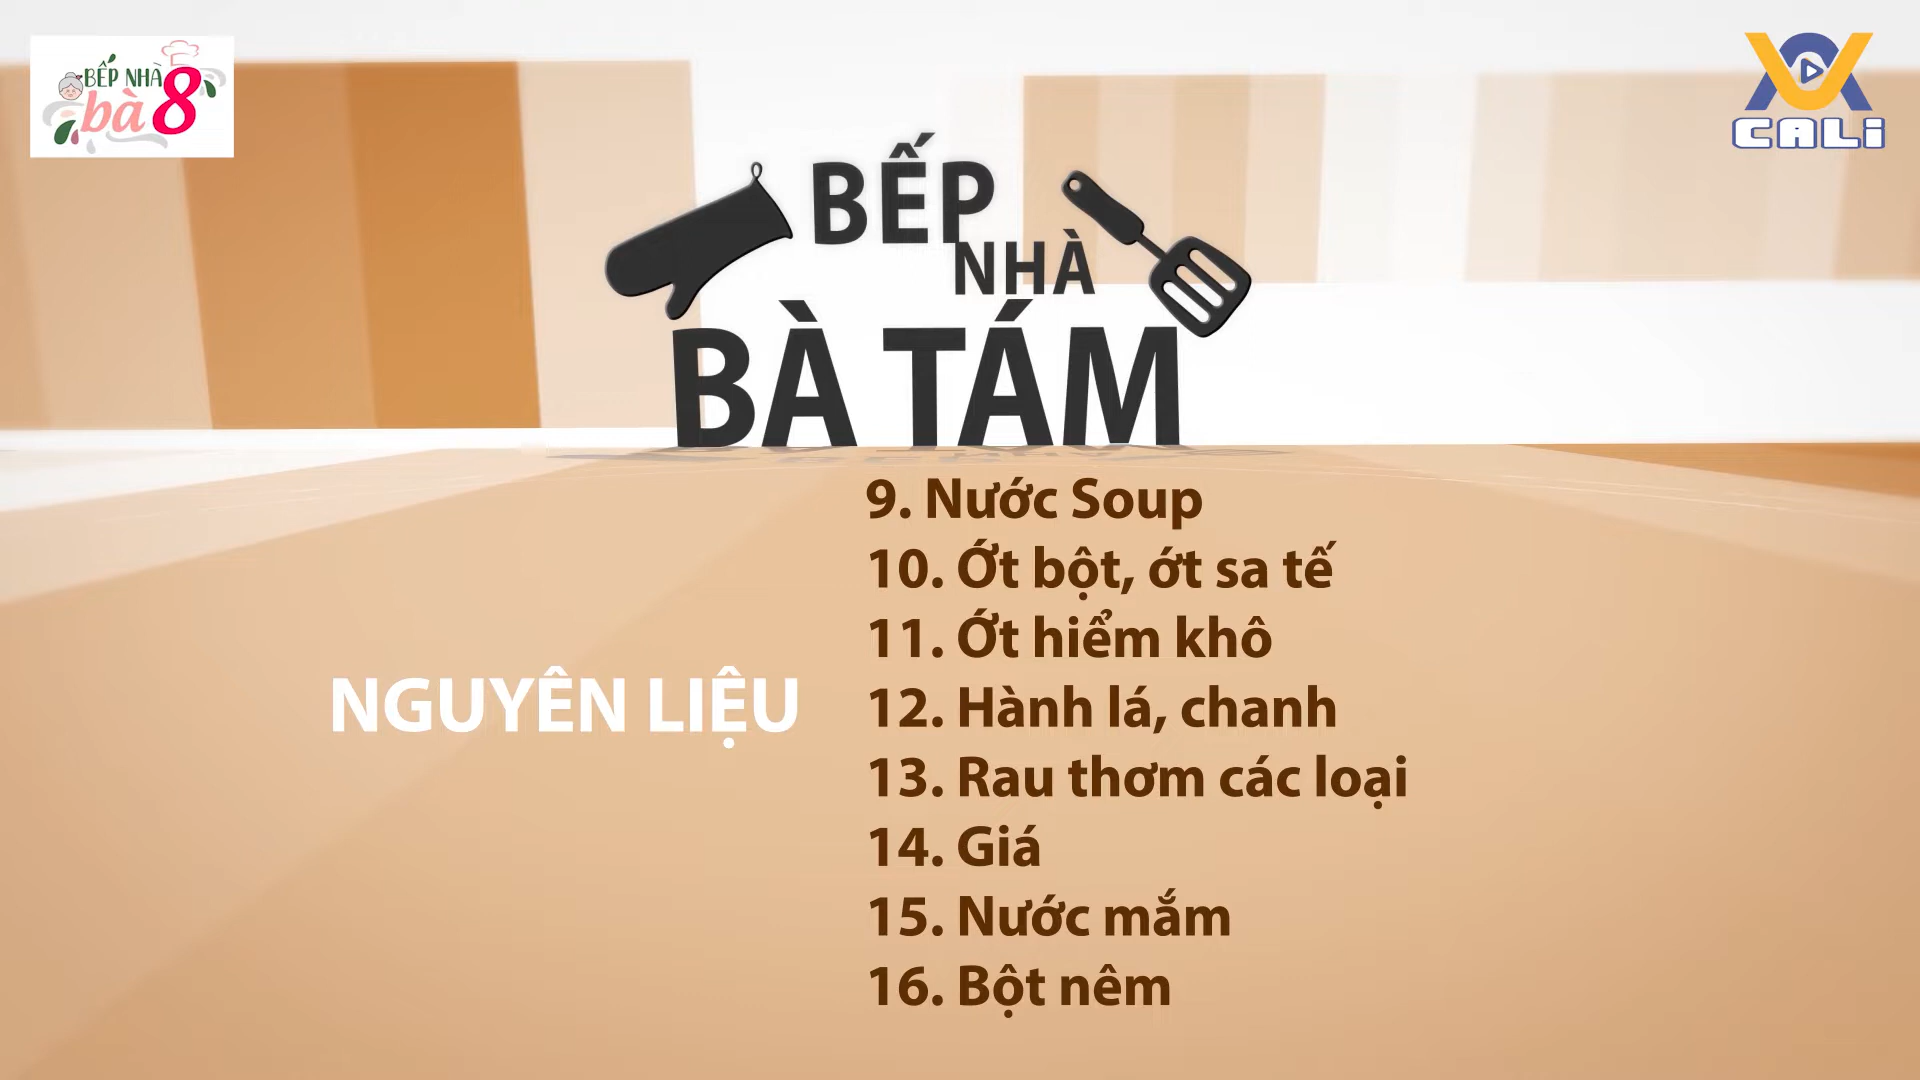 BẾP NHÀ
bà 8
CALi
BẾP
NHÀ
BÀ TÁM
NGUYÊN LIỆU
9. Nước Soup
10. Ớt bột, ớt sa tế
11. Ớt hiểm khô
12. Hành lá, chanh
13. Rau thơm các loại
14. Giá
15. Nước mắm
16. Bột nêm